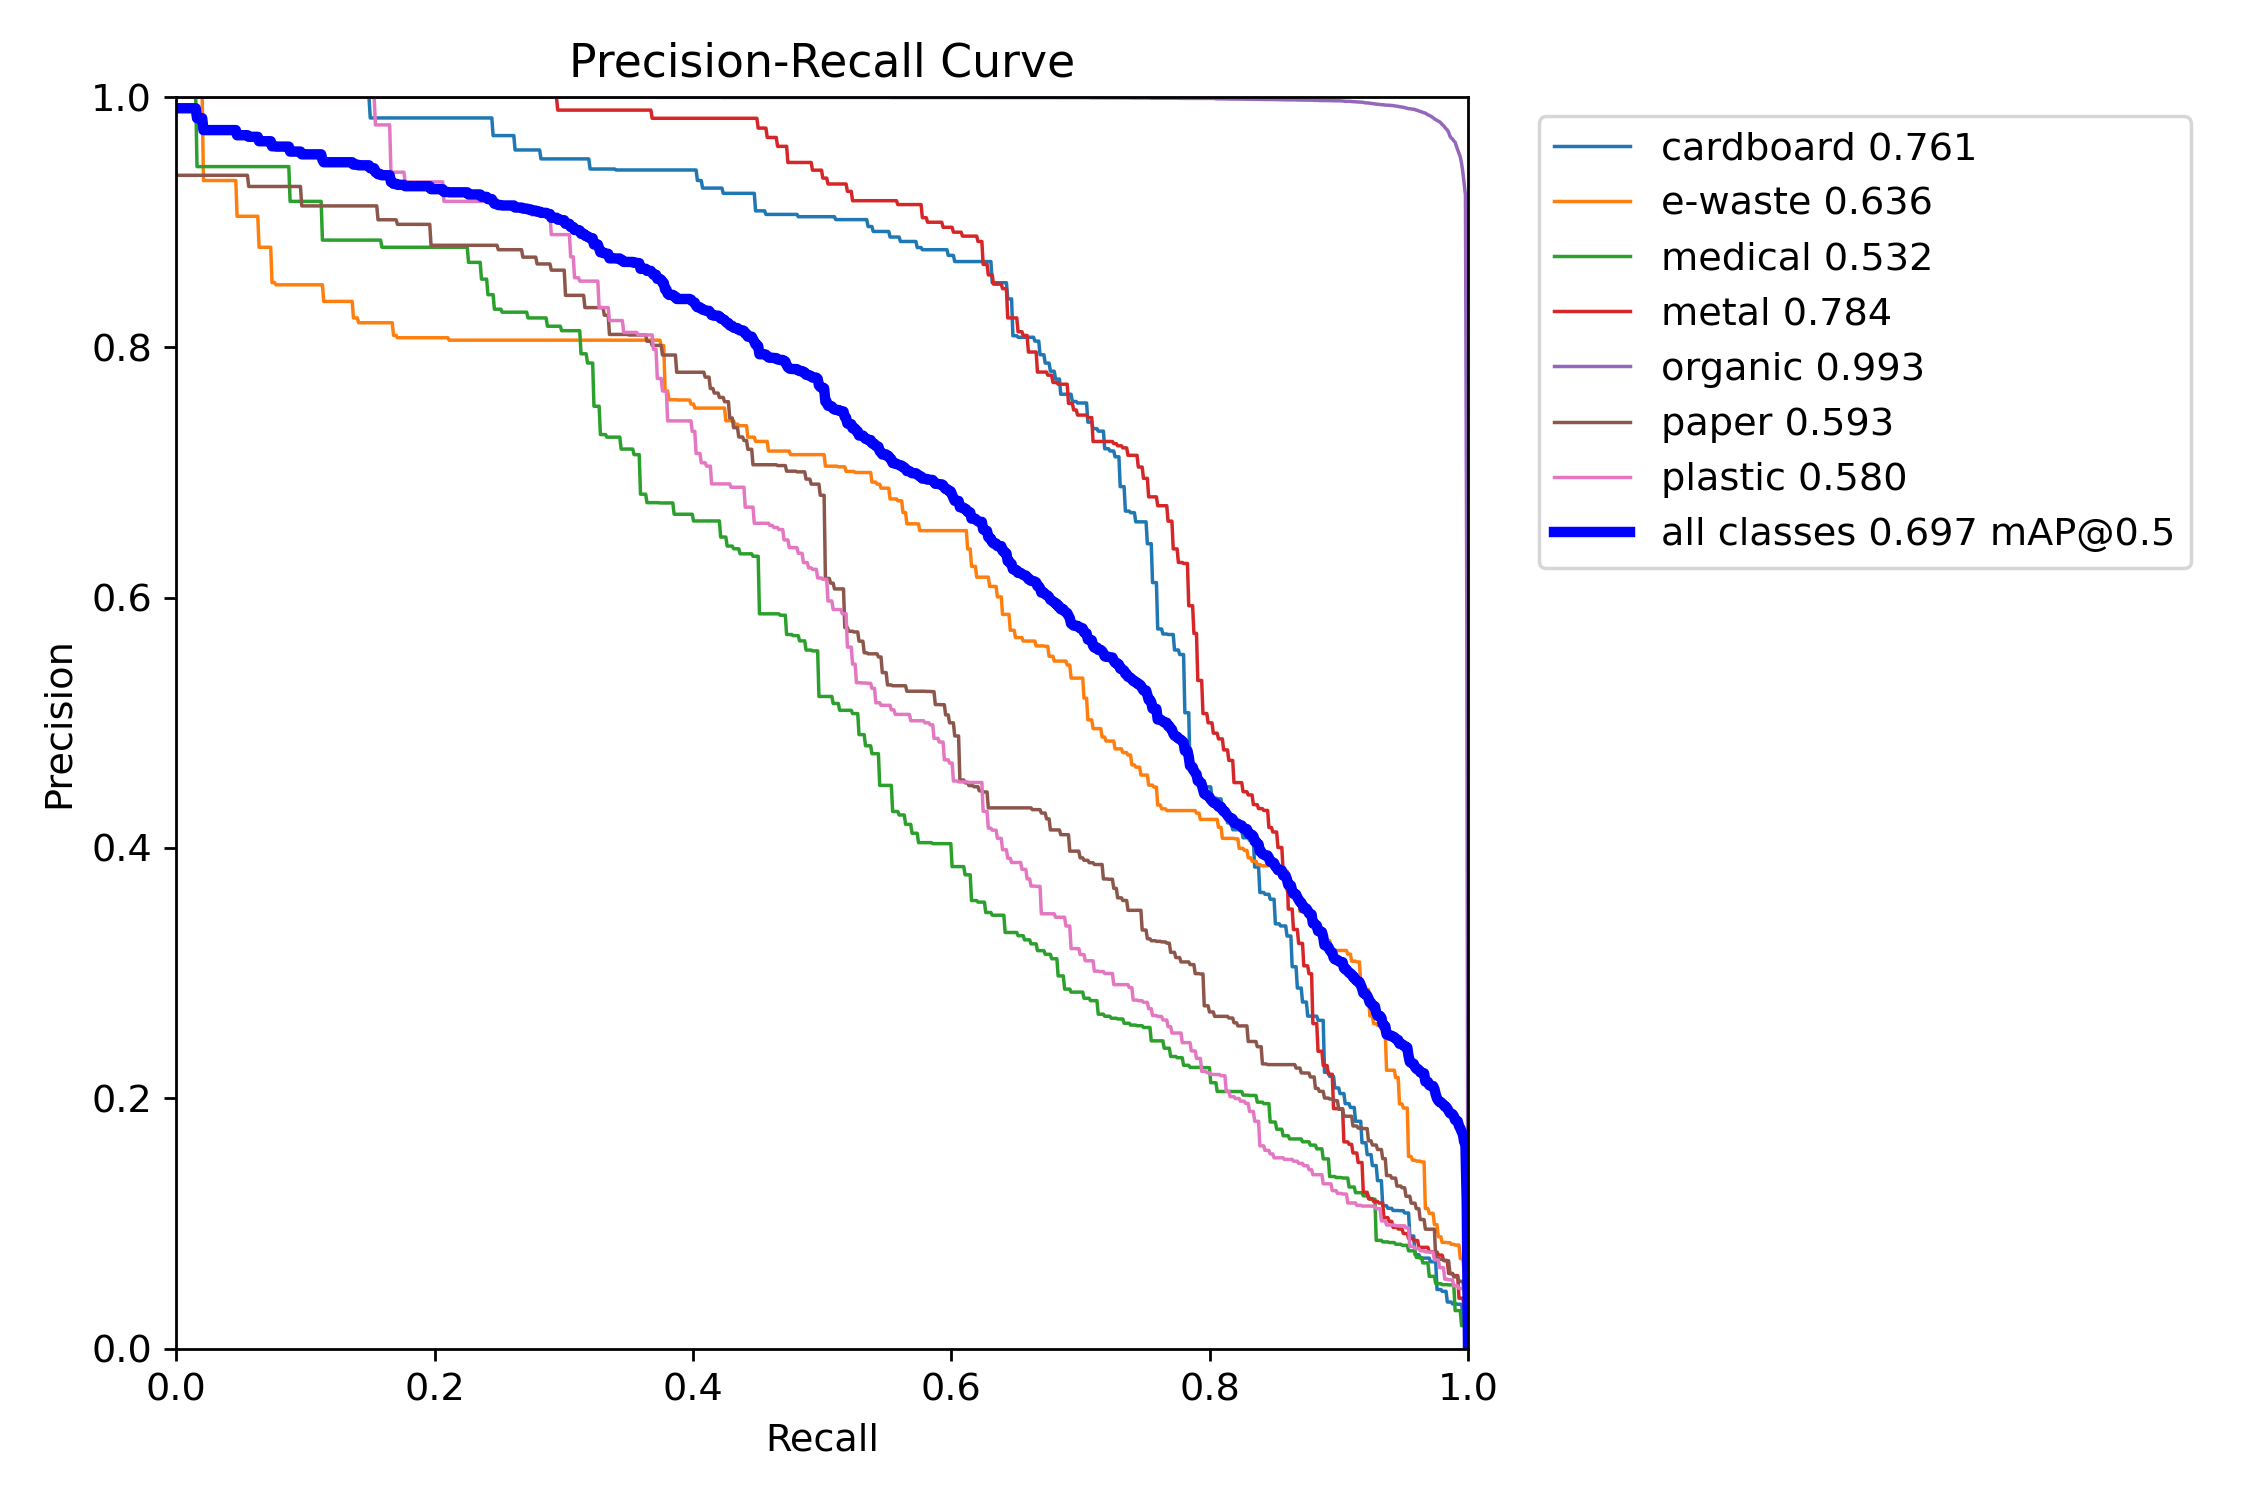 Precision-Recall Curve
1.0
0.8
0.6
0.4
0.2
0.0
Precision
0.0 0.2 0.4 0.6 0.8 1.0
Recall
cardboard 0.761
e-waste 0.636
medical 0.532
metal 0.784
organic 0.993
paper 0.593
plastic 0.580
all classes 0.697 mAP@0.5